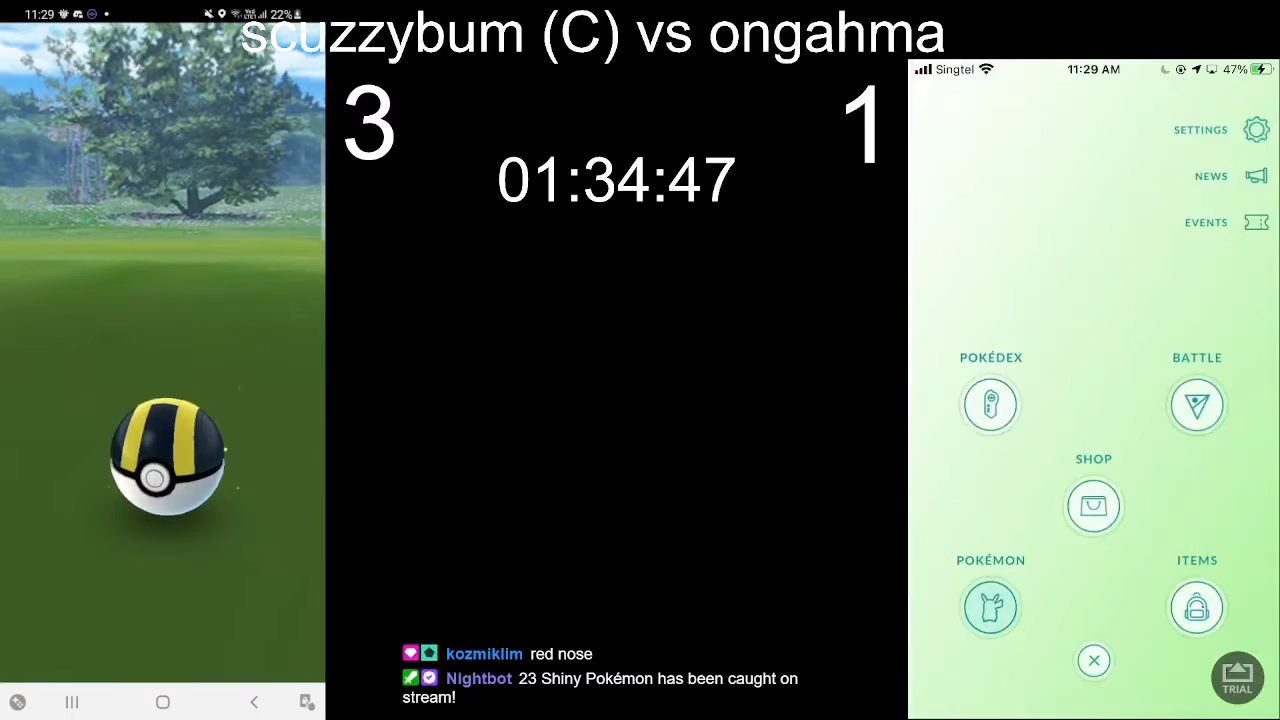 11:29
22%
scuzzybum (C) vs ongahma
3
1
01:34:47
Singtel
11:29 AM
47%
SETTINGS
NEWS
EVENTS
POKÉDEX
BATTLE
SHOP
POKÉMON
ITEMS
TRIAL
kozmiklim red nose
Nightbot 23 Shiny Pokémon has been caught on
stream!